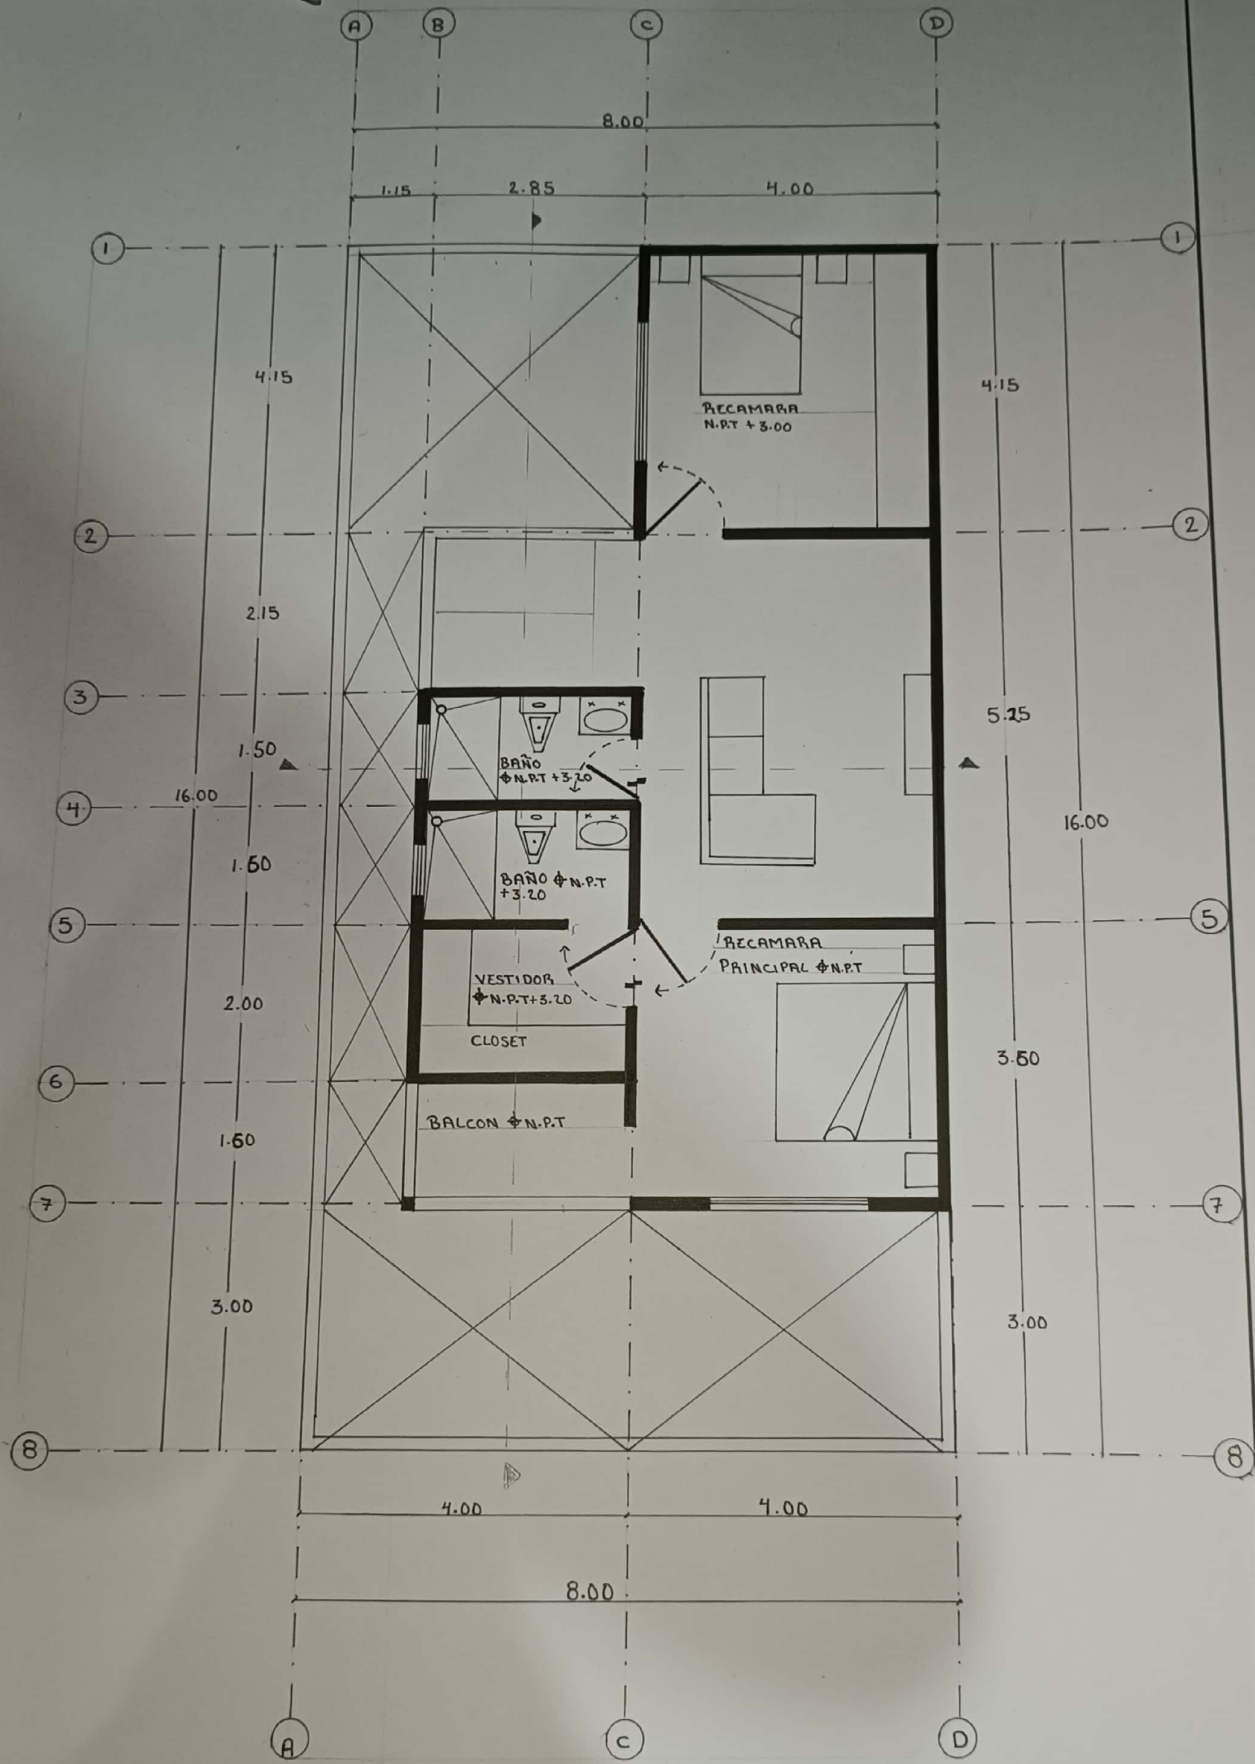 A B C D
8.00
1.15 2.85 4.00
1 1
4.15 4.15
RECAMARA
N.P.T + 3.00
2 2
2.15
3
5.25
1.50
BAÑO
N.P.T +3.20
16.00 16.00
4
1.50
BAÑO N.P.T
+3.20
5 5
RECAMARA
PRINCIPAL N.P.T
VESTIDOR
N.P.T+3.20
2.00
CLOSET
3.50
6
BALCON N.P.T
1.50
7 7
3.00 3.00
8 8
4.00 4.00
8.00
A C D